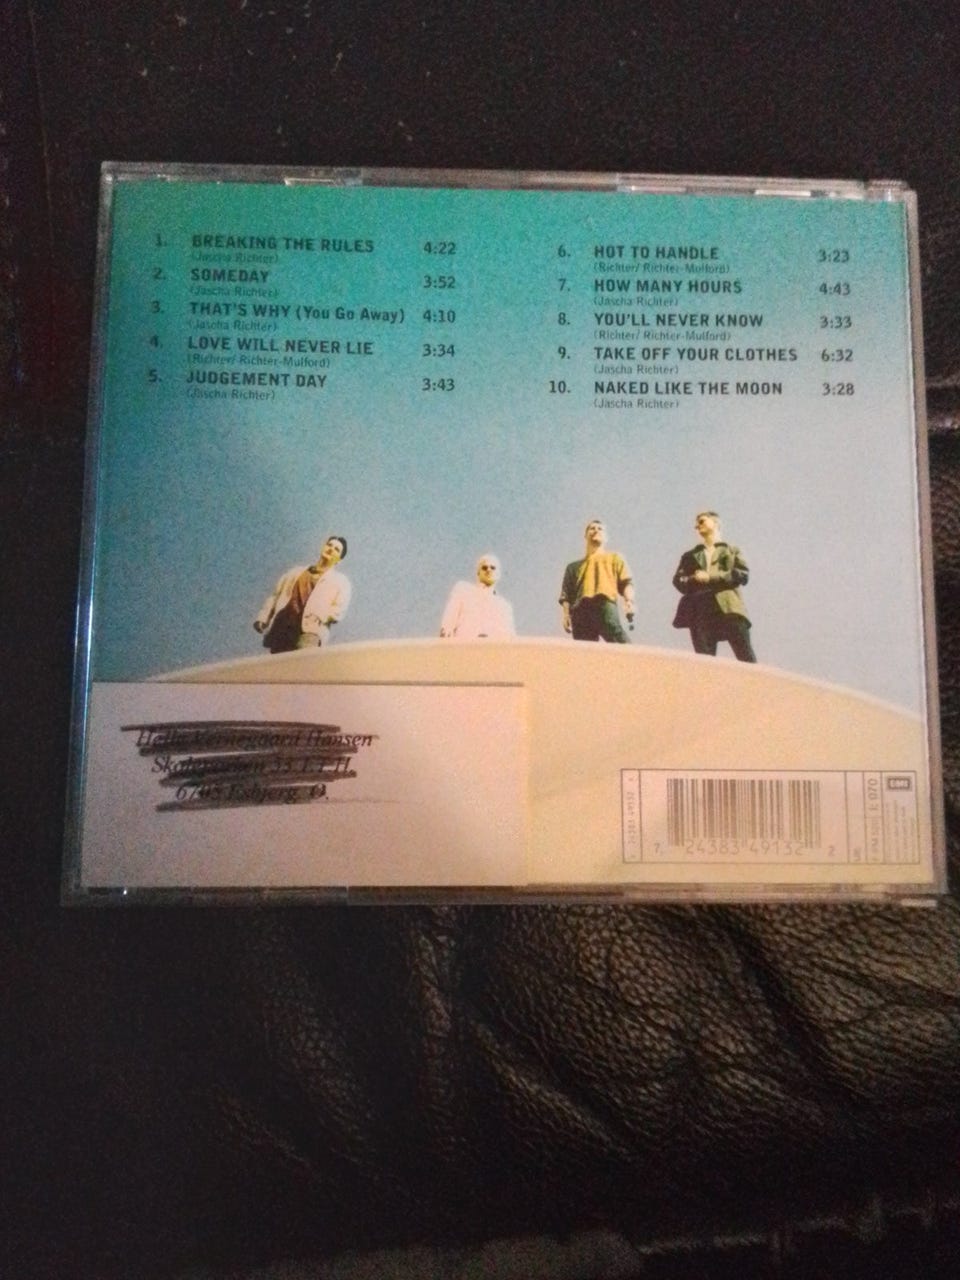 1. BREAKING THE RULES 4:22
(Jascha Richter)
2. SOMEDAY 3:52
(Jascha Richter)
3. THAT'S WHY (You Go Away) 4:10
(Jascha Richter)
4. LOVE WILL NEVER LIE 3:34
(Richter/ Richter-Mulford)
5. JUDGEMENT DAY 3:43
(Jascha Richter)
6. HOT TO HANDLE 3:23
(Richter/ Richter-Mulford)
7. HOW MANY HOURS 4:43
(Jascha Richter)
8. YOU'LL NEVER KNOW 3:33
(Richter/ Richter-Mulford)
9. TAKE OFF YOUR CLOTHES 6:32
(Jascha Richter)
10. NAKED LIKE THE MOON 3:28
(Jascha Richter)
Hansen
Esbjerg. Ø.
7 24383 49132 2
EMI